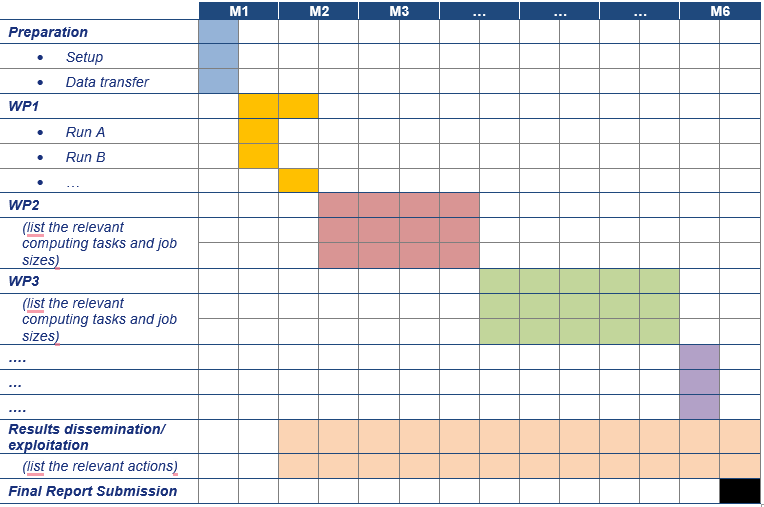 M1 M2 M3 ... ... ... M6
Preparation
• Setup
• Data transfer
WP1
• Run A
• Run B
• ...
WP2
(list the relevant
computing tasks and job
sizes)
WP3
(list the relevant
computing tasks and job
sizes)
....
...
....
Results dissemination/
exploitation
(list the relevant actions)
Final Report Submission